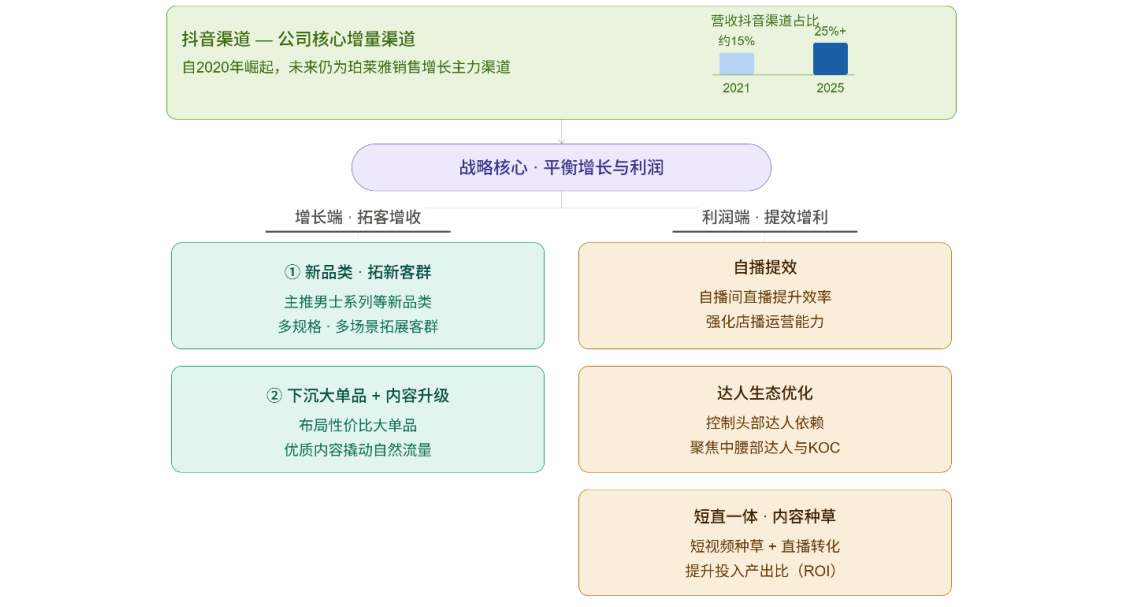 抖音渠道 — 公司核心增量渠道
自2020年崛起，未来仍为珀莱雅销售增长主力渠道
营收抖音渠道占比
约15%
25%+
2021
2025
战略核心 · 平衡增长与利润
增长端 · 拓客增收
① 新品类 · 拓新客群
主推男士系列等新品类
多规格 · 多场景拓展客群
② 下沉大单品 + 内容升级
布局性价比大单品
优质内容撬动自然流量
利润端 · 提效增利
自播提效
自播间直播提升效率
强化店播运营能力
达人生态优化
控制头部达人依赖
聚焦中腰部达人与KOC
短直一体 · 内容种草
短视频种草 + 直播转化
提升投入产出比（ROI）